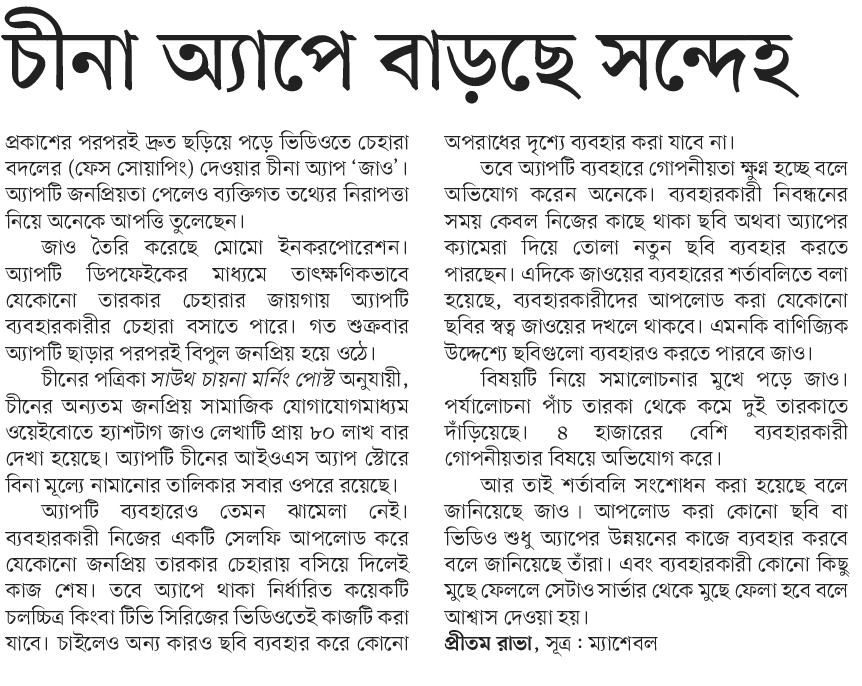 চীনা অ্যাপে বাড়ছে সন্দেহ
প্রকাশের পরপরই দ্রুত ছড়িয়ে পড়ে ভিডিওতে চেহারা
বদলের (ফেস সোয়াপিং) দেওয়ার চীনা অ্যাপ ‘জাও’।
অ্যাপটি জনপ্রিয়তা পেলেও ব্যক্তিগত তথ্যের নিরাপত্তা
নিয়ে অনেকে আপত্তি তুলেছেন।
জাও তৈরি করেছে মোমো ইনকরপোরেশন।
অ্যাপটি ডিপফেইকের মাধ্যমে তাৎক্ষণিকভাবে
যেকোনো তারকার চেহারার জায়গায় অ্যাপটি
ব্যবহারকারীর চেহারা বসাতে পারে। গত শুক্রবার
অ্যাপটি ছাড়ার পরপরই বিপুল জনপ্রিয় হয়ে ওঠে।
চীনের পত্রিকা সাউথ চায়না মর্নিং পোস্ট অনুযায়ী,
চীনের অন্যতম জনপ্রিয় সামাজিক যোগাযোগমাধ্যম
ওয়েইবোতে হ্যাশটাগ জাও লেখাটি প্রায় ৮০ লাখ বার
দেখা হয়েছে। অ্যাপটি চীনের আইওএস অ্যাপ স্টোরে
বিনা মূল্যে নামানোর তালিকার সবার ওপরে রয়েছে।
অ্যাপটি ব্যবহারেও তেমন ঝামেলা নেই।
ব্যবহারকারী নিজের একটি সেলফি আপলোড করে
যেকোনো জনপ্রিয় তারকার চেহারায় বসিয়ে দিলেই
কাজ শেষ। তবে অ্যাপে থাকা নির্ধারিত কয়েকটি
চলচ্চিত্র কিংবা টিভি সিরিজের ভিডিওতেই কাজটি করা
যাবে। চাইলেও অন্য কারও ছবি ব্যবহার করে কোনো
অপরাধের দৃশ্যে ব্যবহার করা যাবে না।
তবে অ্যাপটি ব্যবহারে গোপনীয়তা ক্ষুণ্ন হচ্ছে বলে
অভিযোগ করেন অনেকে। ব্যবহারকারী নিবন্ধনের
সময় কেবল নিজের কাছে থাকা ছবি অথবা অ্যাপের
ক্যামেরা দিয়ে তোলা নতুন ছবি ব্যবহার করতে
পারছেন। এদিকে জাওয়ের ব্যবহারের শর্তাবলিতে বলা
হয়েছে, ব্যবহারকারীদের আপলোড করা যেকোনো
ছবির স্বত্ব জাওয়ের দখলে থাকবে। এমনকি বাণিজ্যিক
উদ্দেশ্যে ছবিগুলো ব্যবহারও করতে পারবে জাও।
বিষয়টি নিয়ে সমালোচনার মুখে পড়ে জাও।
পর্যালোচনা পাঁচ তারকা থেকে কমে দুই তারকাতে
দাঁড়িয়েছে। ৪ হাজারের বেশি ব্যবহারকারী
গোপনীয়তার বিষয়ে অভিযোগ করে।
আর তাই শর্তাবলি সংশোধন করা হয়েছে বলে
জানিয়েছে জাও। আপলোড করা কোনো ছবি বা
ভিডিও শুধু অ্যাপের উন্নয়নের কাজে ব্যবহার করবে
বলে জানিয়েছে তাঁরা। এবং ব্যবহারকারী কোনো কিছু
মুছে ফেললে সেটাও সার্ভার থেকে মুছে ফেলা হবে বলে
আশ্বাস দেওয়া হয়।
প্রীতম রাভা, সূত্র : ম্যাশেবল